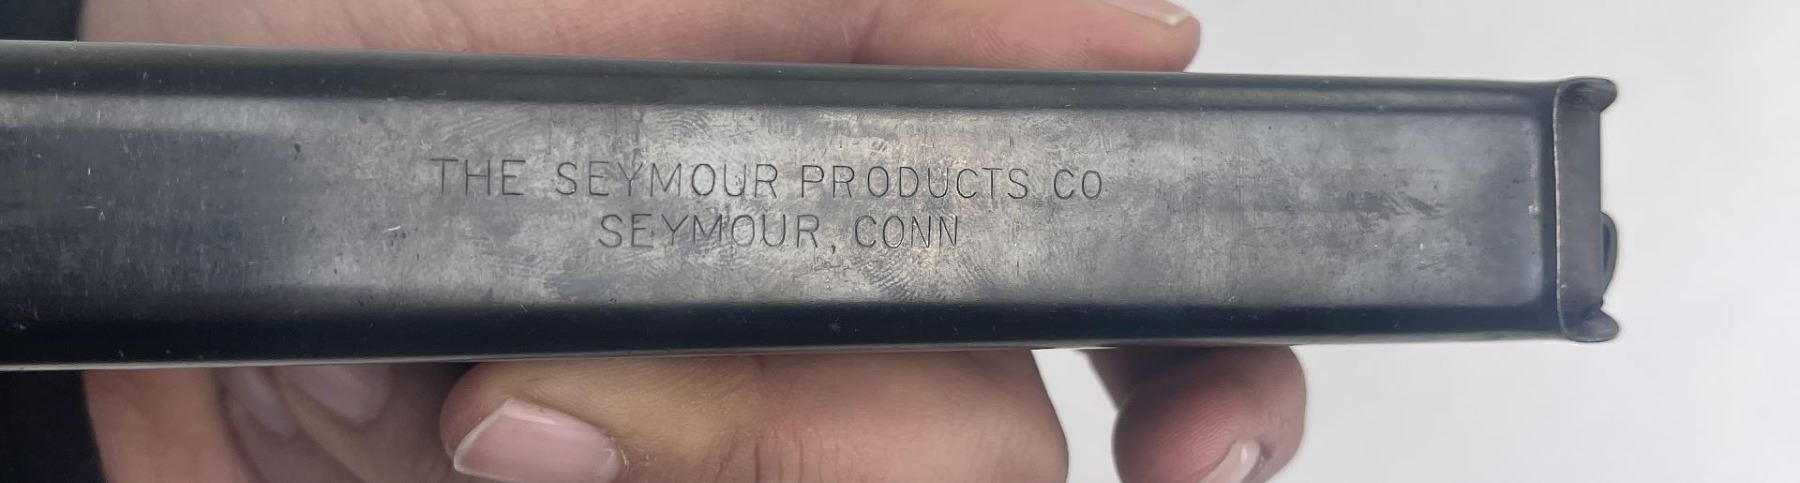 THE SEYMOUR PRODUCTS CO
SEYMOUR, CONN